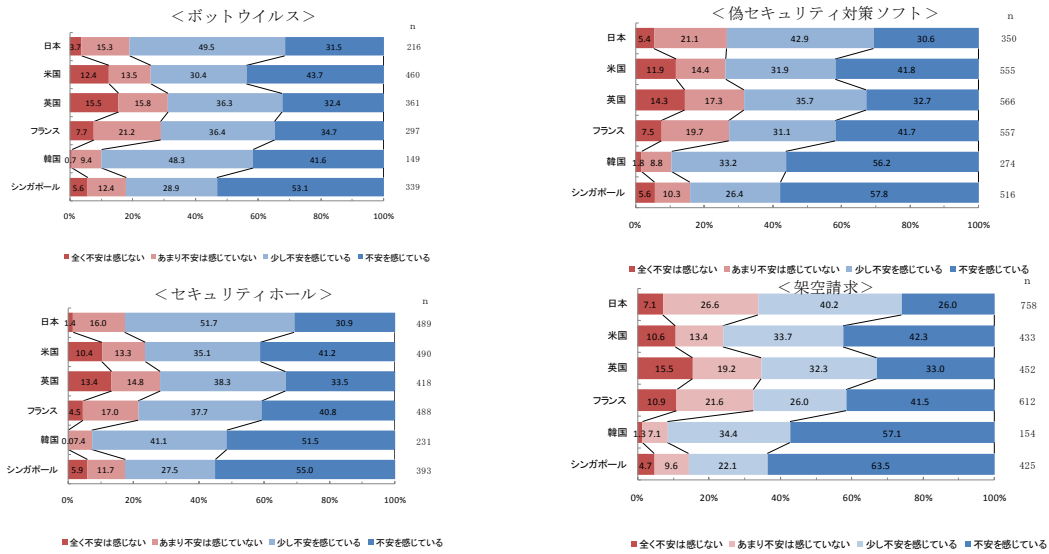 ＜ボットウイルス＞
n
日本 3.7 15.3 49.5 31.5 216
米国 12.4 13.5 30.4 43.7 460
英国 15.5 15.8 36.3 32.4 361
フランス 7.7 21.2 36.4 34.7 297
韓国 0.7 9.4 48.3 41.6 149
シンガポール 5.6 12.4 28.9 53.1 339
0% 20% 40% 60% 80% 100%
全く不安は感じない あまり不安を感じていない 少し不安を感じている 不安を感じている
＜偽セキュリティ対策ソフト＞
n
日本 5.4 21.1 42.9 30.6 350
米国 11.9 14.4 31.9 41.8 555
英国 14.3 17.3 35.7 32.7 566
フランス 7.5 19.7 31.1 41.7 557
韓国 1.8 8.8 33.2 56.2 274
シンガポール 5.6 10.3 26.4 57.8 516
0% 20% 40% 60% 80% 100%
全く不安は感じない あまり不安を感じていない 少し不安を感じている 不安を感じている
＜セキュリティホール＞
n
日本 1.4 16.0 51.7 30.9 489
米国 10.4 13.3 35.1 41.2 490
英国 13.4 14.8 38.3 33.5 418
フランス 4.5 17.0 37.7 40.8 488
韓国 0.0 7.4 41.1 51.5 231
シンガポール 5.9 11.7 27.5 55.0 393
0% 20% 40% 60% 80% 100%
全く不安は感じない あまり不安を感じていない 少し不安を感じている 不安を感じている
＜架空請求＞
n
日本 7.1 26.6 40.2 26.0 758
米国 10.6 13.4 33.7 42.3 433
英国 15.5 19.2 32.3 33.0 452
フランス 10.9 21.6 26.0 41.5 612
韓国 1.3 7.1 34.4 57.1 154
シンガポール 4.7 9.6 22.1 63.5 425
0% 20% 40% 60% 80% 100%
全く不安は感じない あまり不安を感じていない 少し不安を感じている 不安を感じている